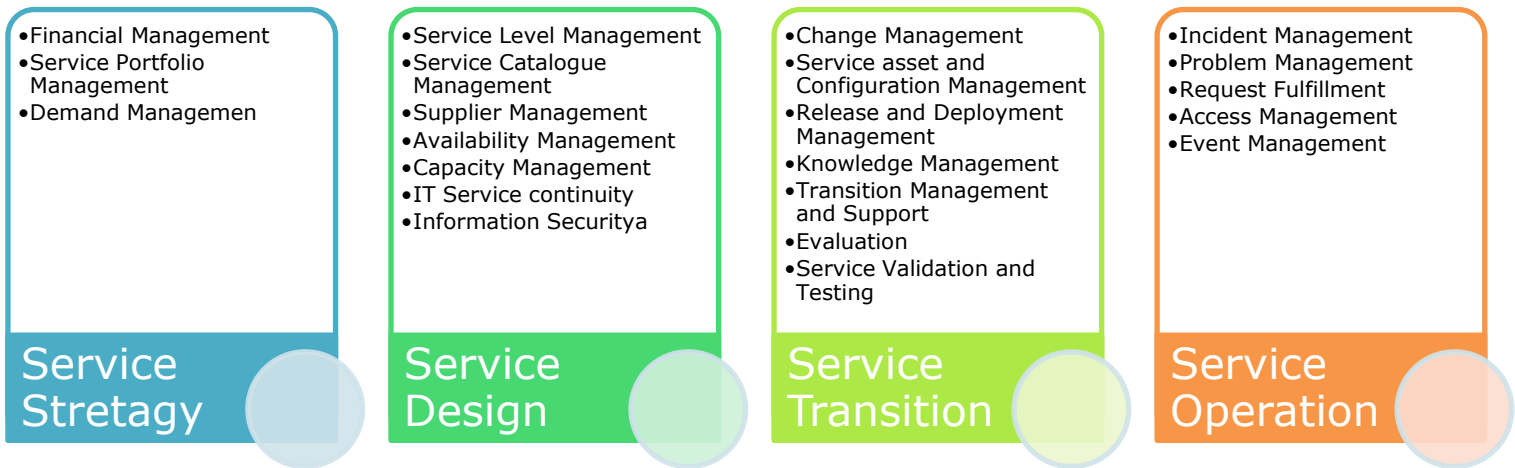 •Financial Management
•Service Portfolio
Management
•Demand Managemen
Service
Stretagy
•Service Level Management
•Service Catalogue
Management
•Supplier Management
•Availability Management
•Capacity Management
•IT Service continuity
•Information Securitya
Service
Design
•Change Management
•Service asset and
Configuration Management
•Release and Deployment
Management
•Knowledge Management
•Transition Management
and Support
•Evaluation
•Service Validation and
Testing
Service
Transition
•Incident Management
•Problem Management
•Request Fulfillment
•Access Management
•Event Management
Service
Operation